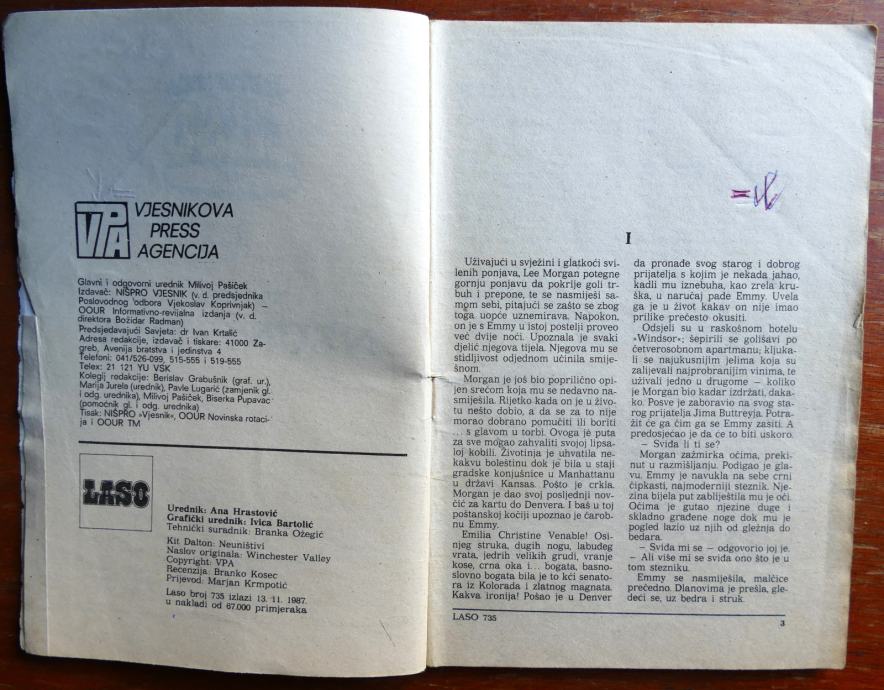 VPA
VJESNIKOVA
PRESS
AGENCIJA
Glavni i odgovorni urednik Milivoj Pašiček
Izdavač: NIŠPRO VJESNIK (v. d. predsjednika
Poslovodnog odbora Vjekoslav Koprivnjak) –
OOUR Informativno-revijalna izdanja (v. d.
direktora Božidar Radman)
Predsjedavajući Savjeta: dr Ivan Krtalić
Adresa redakcije, izdavač i tiskare: 41000 Za-
greb, Avenija bratstva i jedinstva 4
Telefoni: 041/526-099, 515-555 i 519-555
Telex: 21 121 YU VSK
Kolegij redakcije: Berislav Grabušnik (graf. ur.),
Marija Jurela (urednik), Pavle Lugarić (zamjenik gl.
i odg. urednika), Milivoj Pašiček, Biserka Pupavac
(pomoćnik gl. i odg. urednika)
Tisak: NIŠPRO »Vjesnik«, OOUR Novinska rotaci-
ja i OOUR TM
LASO
Urednik: Ana Hrastović
Grafički urednik: Ivica Bartolić
Tehnički suradnik: Branka Ožegić
Kit Dalton: Neuništivi
Naslov originala: Winchester Valley
Copyright: VPA
Recenzija: Branko Kosec
Prijevod: Marjan Krmpotić
Laso broj 735 izlazi 13. 11. 1987.
u nakladi od 67.000 primjeraka
I
Uživajući u svježini i glatkoći svi-
lenih ponjava, Lee Morgan potegne
gornju ponjavu da pokrije goli tr-
buh i prepone, te se nasmiješi sa-
mom sebi, pitajući se zašto se zbog
toga uopće uznemirava. Napokon,
on je s Emmy u istoj postelji proveo
već dvije noći. Upoznala je svaki
djelić njegova tijela. Njegova mu se
stidljivost odjednom učinila smije-
šnom.
Morgan je još bio poprilično opi-
jen srećom koja mu se nedavno na-
smiješila. Rijetko kada on je u živo-
tu nešto dobio, a da se za to nije
morao dobrano pomučiti ili boriti
... s glavom u torbi. Ovoga je puta
za sve mogao zahvaliti svojoj lipsa-
loj kobili. Životinja je uhvatila ne-
kakvu boleštinu dok je bila u staji
gradske konjušnice u Manhattanu
u državi Kansas. Pošto je crkla.
Morgan je dao svoj posljednji nov-
čić za kartu do Denvera. I baš u toj
poštanskoj kočiji upoznao je čarob-
nu Emmy.
Emilia Christine Venable! Osi-
njeg struka, dugih nogu, labuđeg
vrata, jedrih velikih grudi, vranje
kose, crna oka i... bogata, basno-
slovno bogata bila je to kći senato-
ra iz Kolorada i zlatnog magnata.
Kakva ironija! Pošao je u Denver
da pronađe svog starog i dobrog
prijatelja s kojim je nekada jahao,
kadli mu iznebuha, kao zrela kru-
ška, u naručaj pade Emmy. Uvela
ga je u život kakav on nije imao
prilike prečesto okusiti.
Odsjeli su u raskošnom hotelu
»Windsor«; šepirili se golišavi po
četverosobnom apartmanu; kljuka-
li se najukusnijim jelima koja su
zalijevali najprobranijim vinima, te
uživali jedno u drugome – koliko
je Morgan bio kadar izdržati, daka-
ko. Posve je zaboravio na svog sta-
rog prijatelja Jima Buttreyja. Potra-
žit će ga čim ga se Emmy zasiti. A
predosjećao je da će to biti uskoro.
– Sviđa li ti se?
Morgan zažmirka očima, preki-
nut u razmišljanju. Podigao je gla-
vu. Emmy je navukla na sebe crni
čipkasti, najmoderniji steznik. Nje-
zina bijela put zabliještila mu je oči.
Očima je gutao njezine duge i
skladno građene noge dok mu je
pogled lazio uz njih od gležnja do
bedara.
– Sviđa mi se – odgovorio joj je.
– Ali više mi se sviđa ono što je u
tom stezniku.
Emmy se nasmiješila, malčice
prečedno. Dlanovima je prešla, gle-
deći se, uz bedra i struk.
LASO 735
3